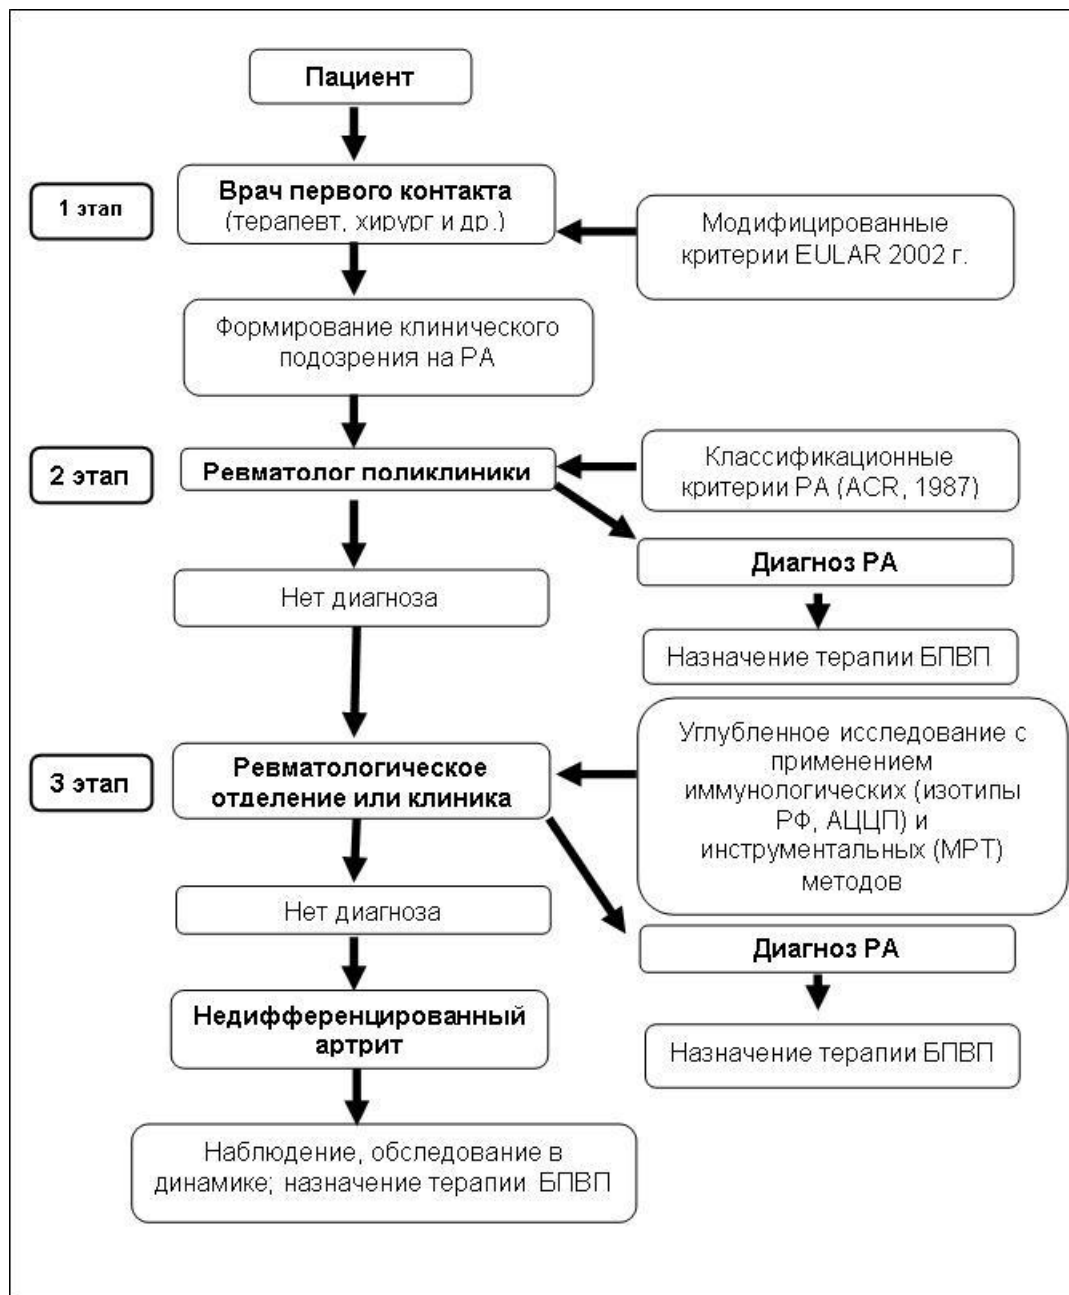 Пациент
1 этап
Врач первого контакта
(терапевт, хирург и др.)
Модифицированные
критерии EULAR 2002 г.
Формирование клинического
подозрения на РА
2 этап
Ревматолог поликлиники
Классификационные
критерии РА (ACR, 1987)
Диагноз РА
Нет диагноза
Назначение терапии БПВП
3 этап
Ревматологическое
отделение или клиника
Углубленное исследование с
применением
иммунологических (изотипы
РФ, АЦЦП) и
инструментальных (МРТ)
методов
Нет диагноза
Диагноз РА
Недифференцированный
артрит
Назначение терапии БПВП
Наблюдение, обследование в
динамике; назначение терапии БПВП